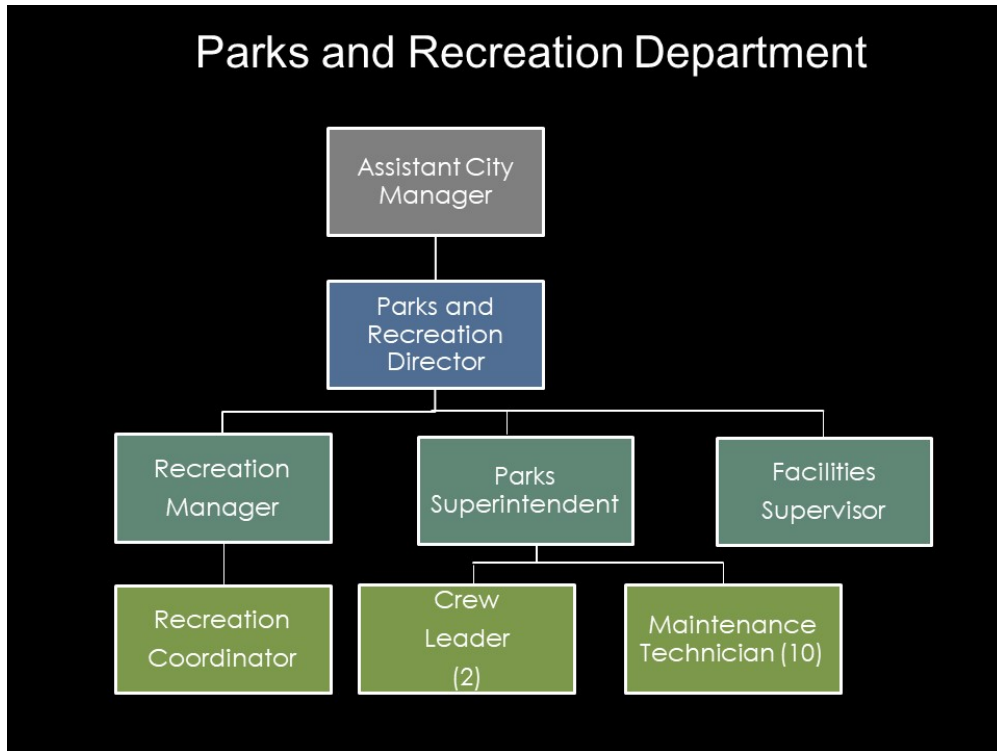 Parks and Recreation Department
Assistant City
Manager
Parks and
Recreation
Director
Recreation
Manager
Parks
Superintendent
Facilities
Supervisor
Recreation
Coordinator
Crew
Leader
(2)
Maintenance
Technician (10)